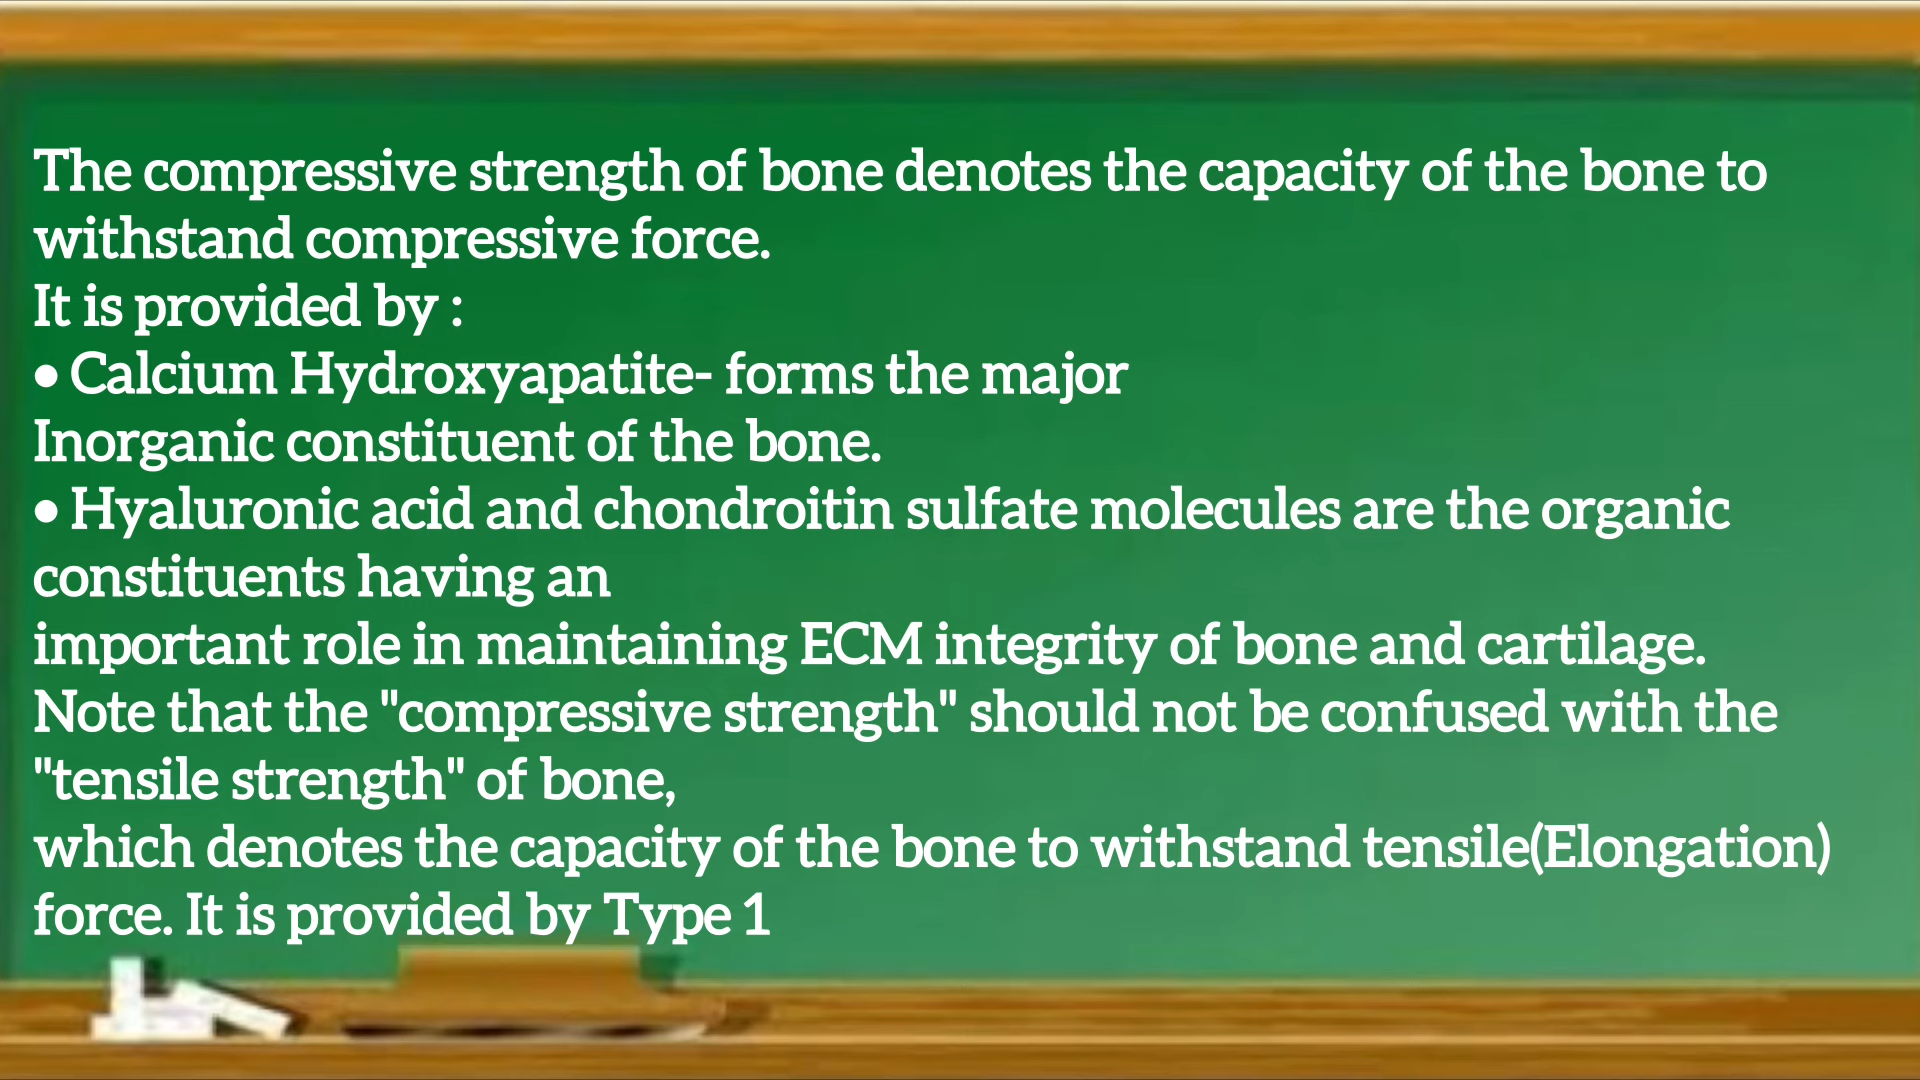 The compressive strength of bone denotes the capacity of the bone to
withstand compressive force.
It is provided by :
● Calcium Hydroxyapatite- forms the major
Inorganic constituent of the bone.
● Hyaluronic acid and chondroitin sulfate molecules are the organic
constituents having an
important role in maintaining ECM integrity of bone and cartilage.
Note that the "compressive strength" should not be confused with the
"tensile strength" of bone,
which denotes the capacity of the bone to withstand tensile(Elongation)
force. It is provided by Type 1